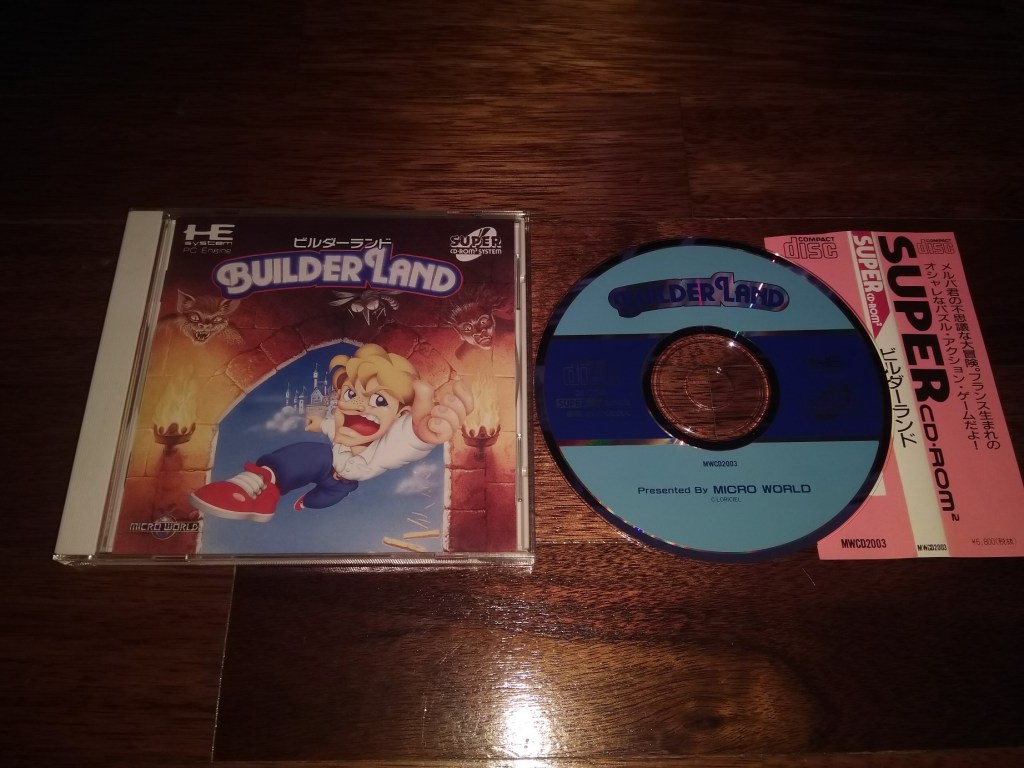 HE
system
PC Engine
ビルダーランド
SUPER
CD-ROM² SYSTEM
BUILDER LAND
MICRO WORLD
BUILDER LAND
MWCD2003
Presented By MICRO WORLD
©LORICIEL
COMPACT
disc
SUPER
CD-ROM²
ビルダーランド
MWCD2003
COMPACT
disc
SUPER CD-ROM²
MWCD2003
メルバ君の不思議な大冒険。フランス生まれの
オシャレなパズル・アクション・ゲームだよ!